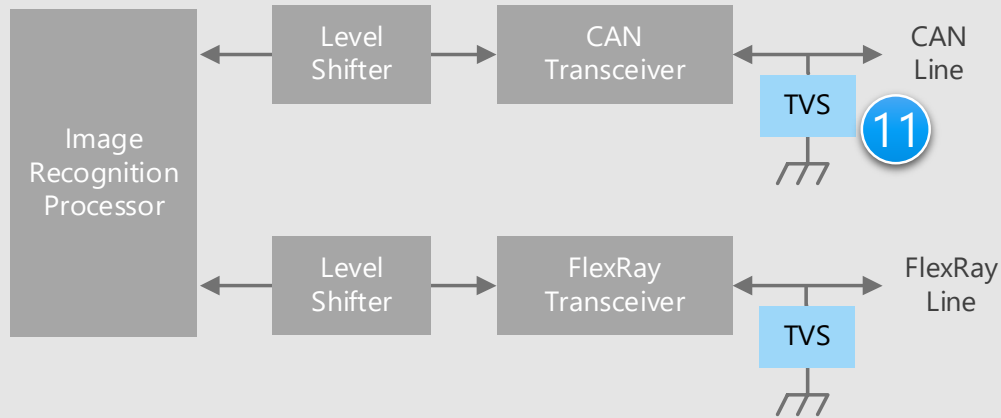 Image
Recognition
Processor
Level
Shifter
CAN
Transceiver
CAN
Line
TVS
11
Level
Shifter
FlexRay
Transceiver
FlexRay
Line
TVS